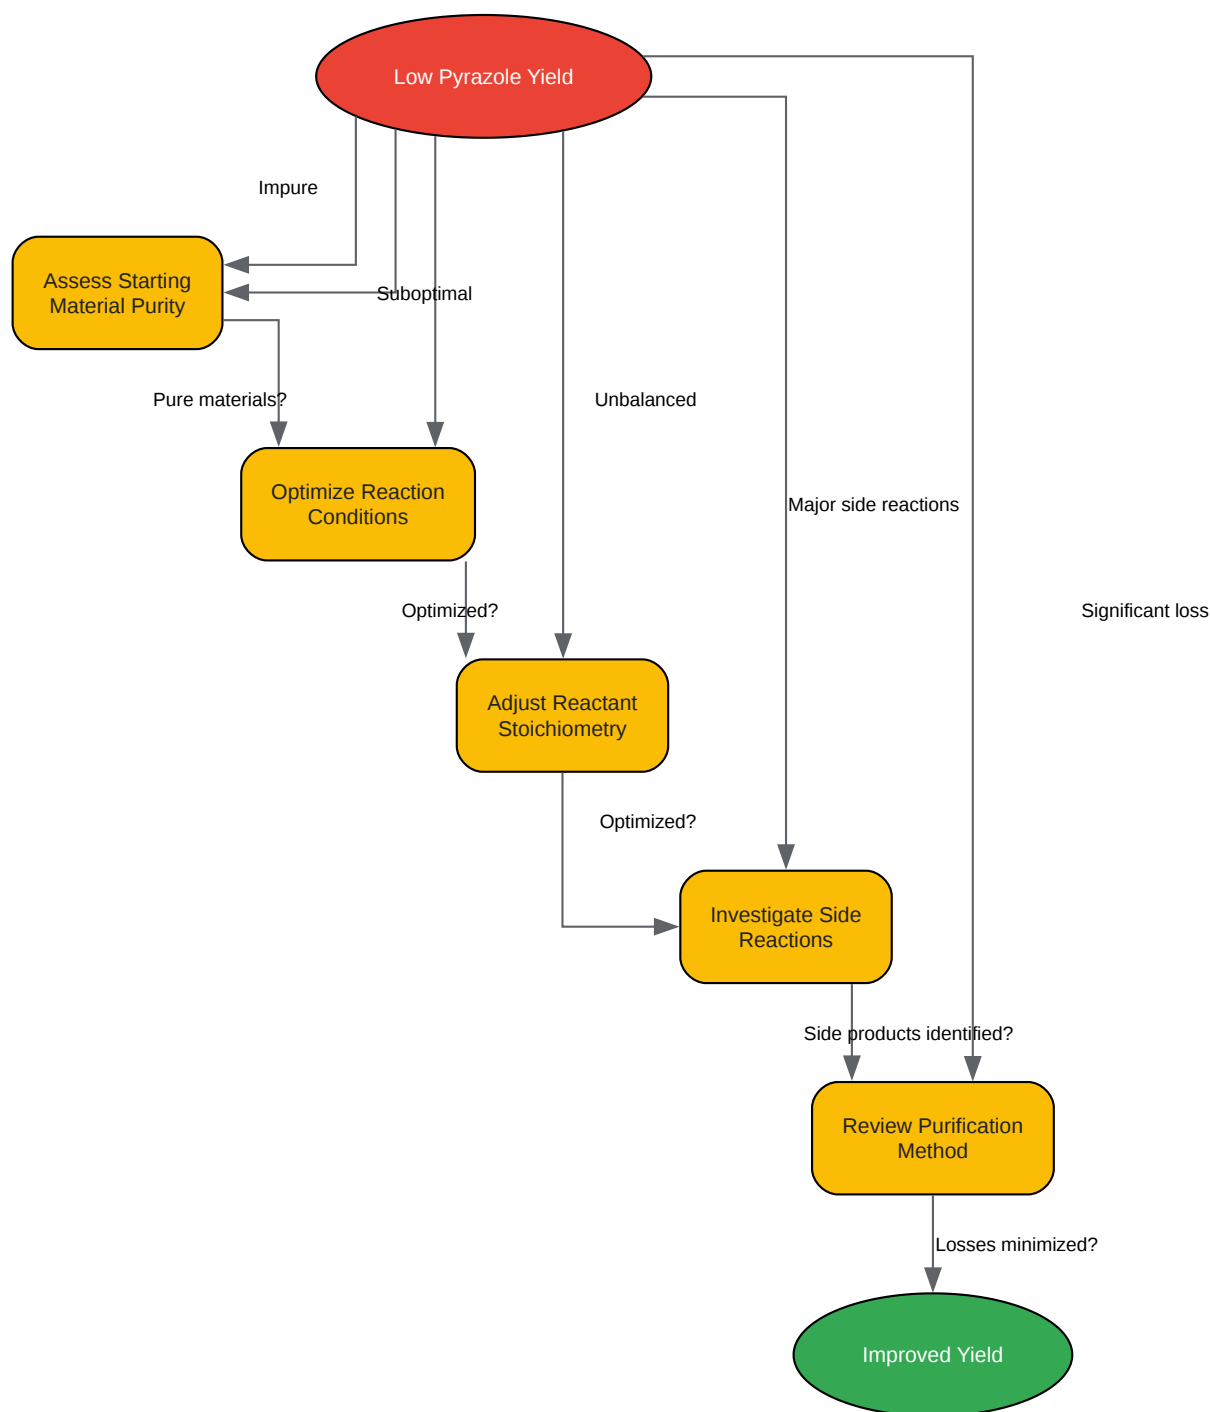 Low Pyrazole Yield
Impure
Assess Starting
Material Purity
Suboptimal
Pure materials?
Unbalanced
Optimize Reaction
Conditions
Major side reactions
Optimized?
Significant loss
Adjust Reactant
Stoichiometry
Optimized?
Investigate Side
Reactions
Side products identified?
Review Purification
Method
Losses minimized?
Improved Yield